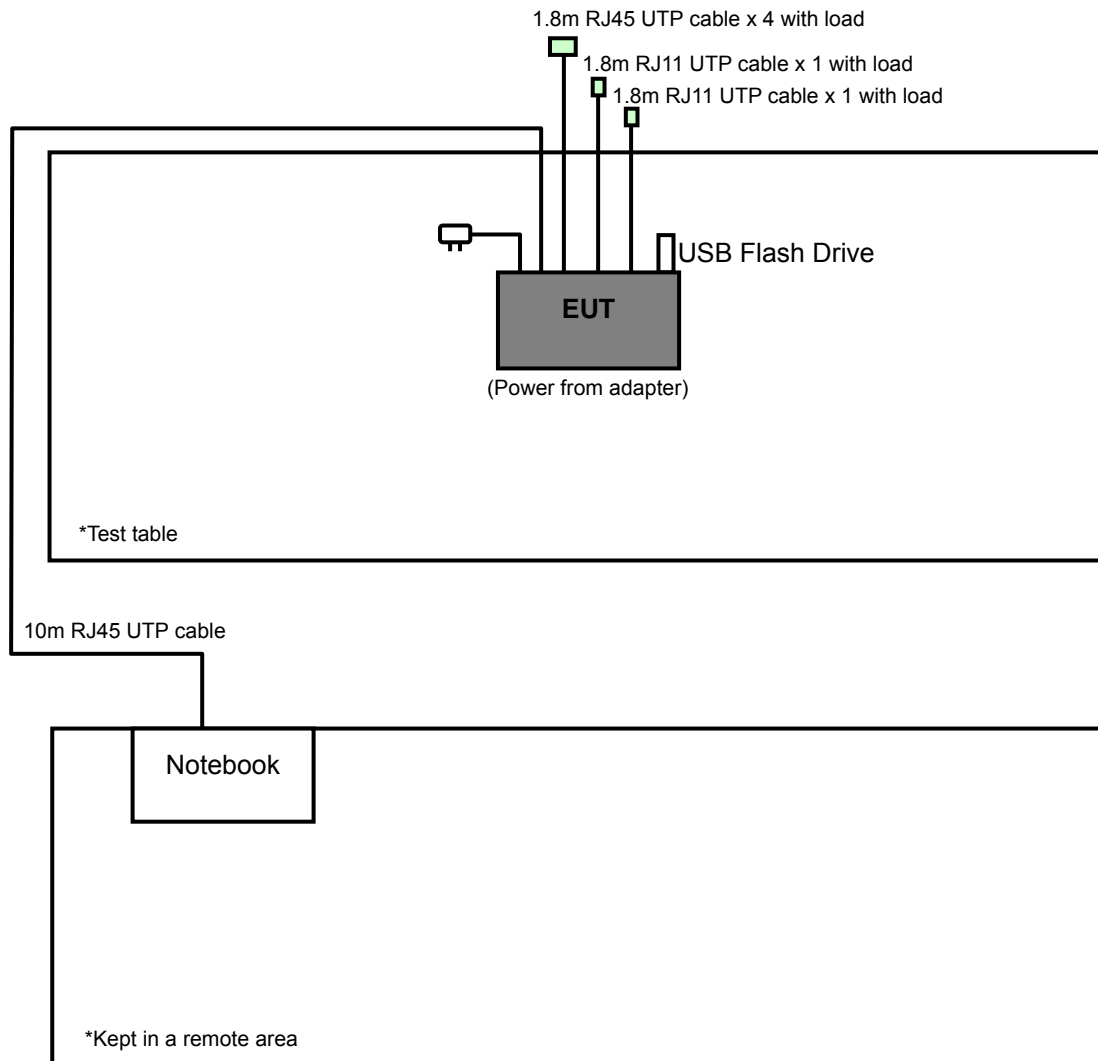 1.8m RJ45 UTP cable x 4 with load
1.8m RJ11 UTP cable x 1 with load
1.8m RJ11 UTP cable x 1 with load
USB Flash Drive
EUT
(Power from adapter)
*Test table
10m RJ45 UTP cable
Notebook
*Kept in a remote area